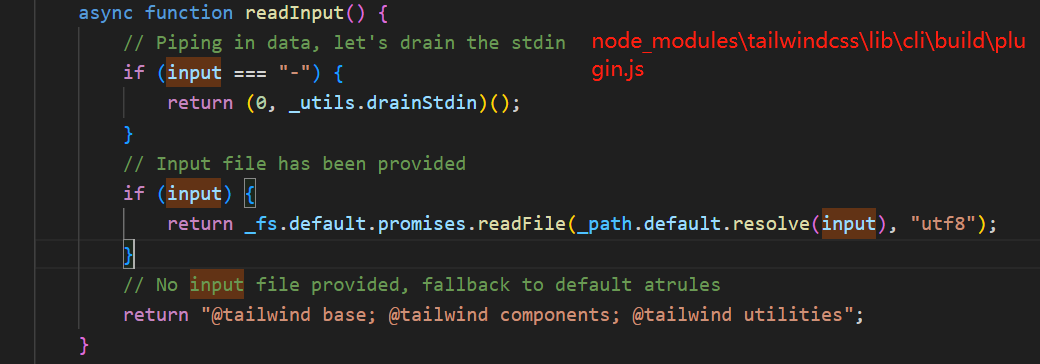 async function readInput() {
// Piping in data, let's drain the stdin
node_modules\tailwindcss\lib\cli\build\plu
gin.js
if (input === "-") {
return (0, _utils.drainStdin)();
}
// Input file has been provided
if (input) {
return _fs.default.promises.readFile(_path.default.resolve(input), "utf8");
}
// No input file provided, fallback to default atrules
return "@tailwind base; @tailwind components; @tailwind utilities";
}